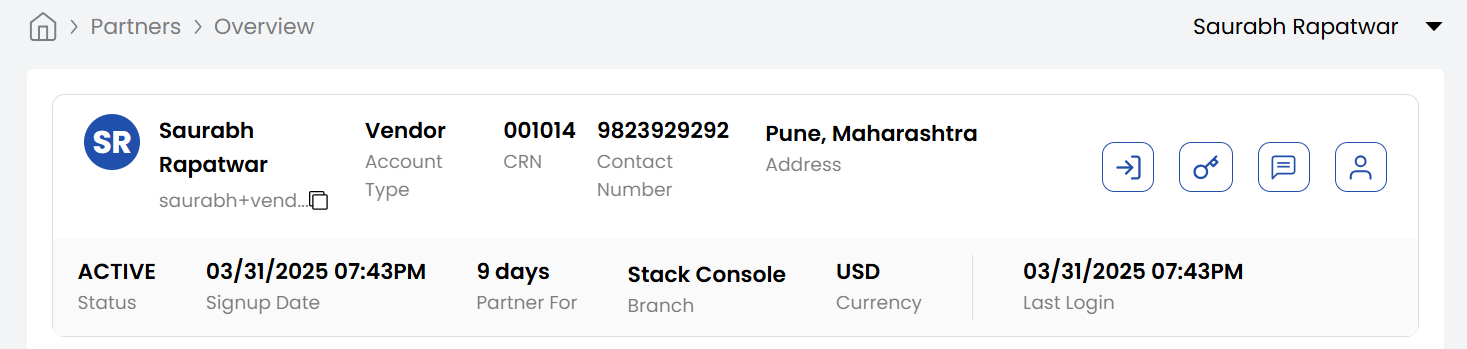 Partners
Overview
Saurabh Rapatwar
SR
Saurabh
Rapatwar
saurabh+vend...
Vendor
Account
Type
001014
CRN
9823929292
Contact
Number
Pune, Maharashtra
Address
ACTIVE
Status
03/31/2025 07:43PM
Signup Date
9 days
Partner For
Stack Console
Branch
USD
Currency
03/31/2025 07:43PM
Last Login